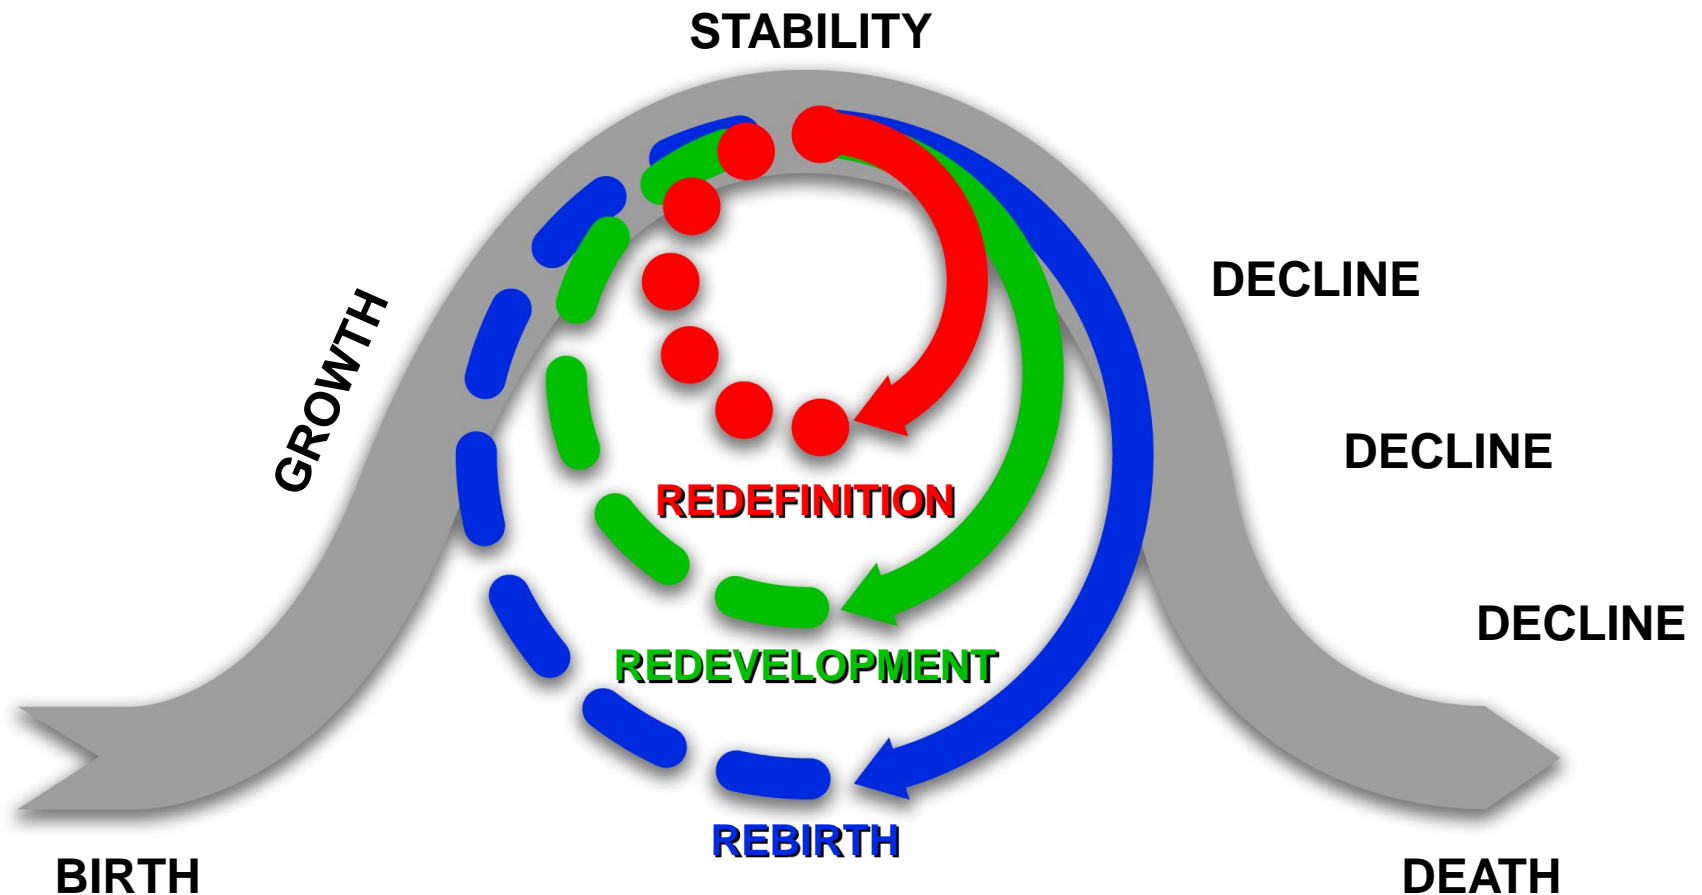 STABILITY
DECLINE
GROWTH
DECLINE
REDEFINITION
DECLINE
REDEVELOPMENT
REBIRTH
BIRTH
DEATH